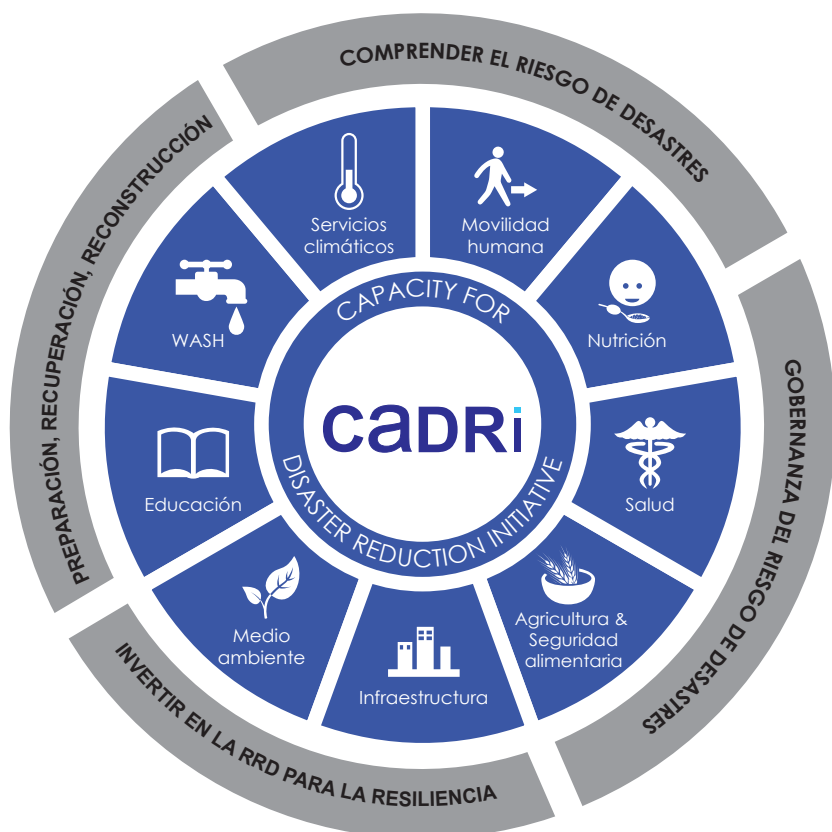 COMPRENDER EL RIESGO DE DESASTRES
GOBERNANZA DEL RIESGO DE DESASTRES
INVERTIR EN LA RRD PARA LA RESILIENCIA
PREPARACIÓN, RECUPERACIÓN, RECONSTRUCCIÓN
Servicios
climáticos
Movilidad
humana
Nutrición
Salud
Agricultura &
Seguridad
alimentaria
Infraestructura
Medio
ambiente
Educación
WASH
CAPACITY FOR
DISASTER REDUCTION INITIATIVE
caDRi